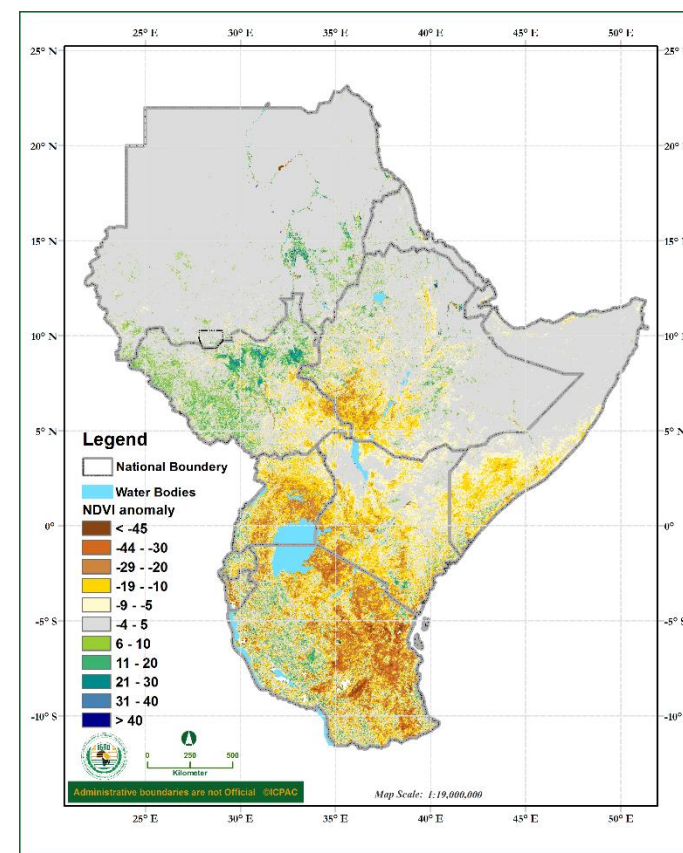 25° E 30° E 35° E 40° E 45° E 50° E
25° N 25° N
20° N 20° N
15° N 15° N
10° N 10° N
5° N 5° N
Legend
National Boundery
Water Bodies
NDVI anomaly
0° 0°
< -45
-44 - -30
-29 - -20
-19 - -10
-9 - -5
-5° S -5° S
-4 - 5
6 - 10
11 - 20
21 - 30
31 - 40
-10° S -10° S
> 40
IGAD
0 250 500
Kilometer
Administrative boundaries are not Official ©ICPAC
Map Scale: 1:19,000,000
25° E 30° E 35° E 40° E 45° E 50° E